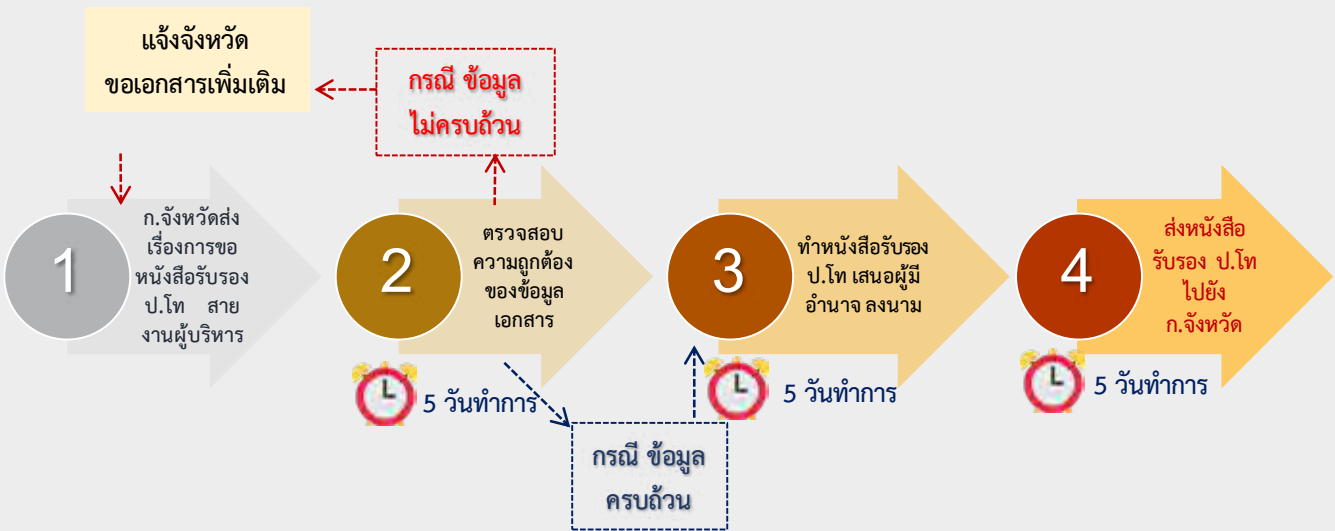 แจ้งจังหวัด
ขอเอกสารเพิ่มเติม
กรณี ข้อมูล
ไม่ครบถ้วน
1
ก.จังหวัดส่ง
เรื่องการขอ
หนังสือรับรอง
ป.โท สาย
งานผู้บริหาร
2
ตรวจสอบ
ความถูกต้อง
ของข้อมูล
เอกสาร
5 วันทำการ
กรณี ข้อมูล
ครบถ้วน
3
ทำหนังสือรับรอง
ป.โท เสนอผู้มี
อำนาจ ลงนาม
5 วันทำการ
4
ส่งหนังสือ
รับรอง ป.โท
ไปยัง
ก.จังหวัด
5 วันทำการ